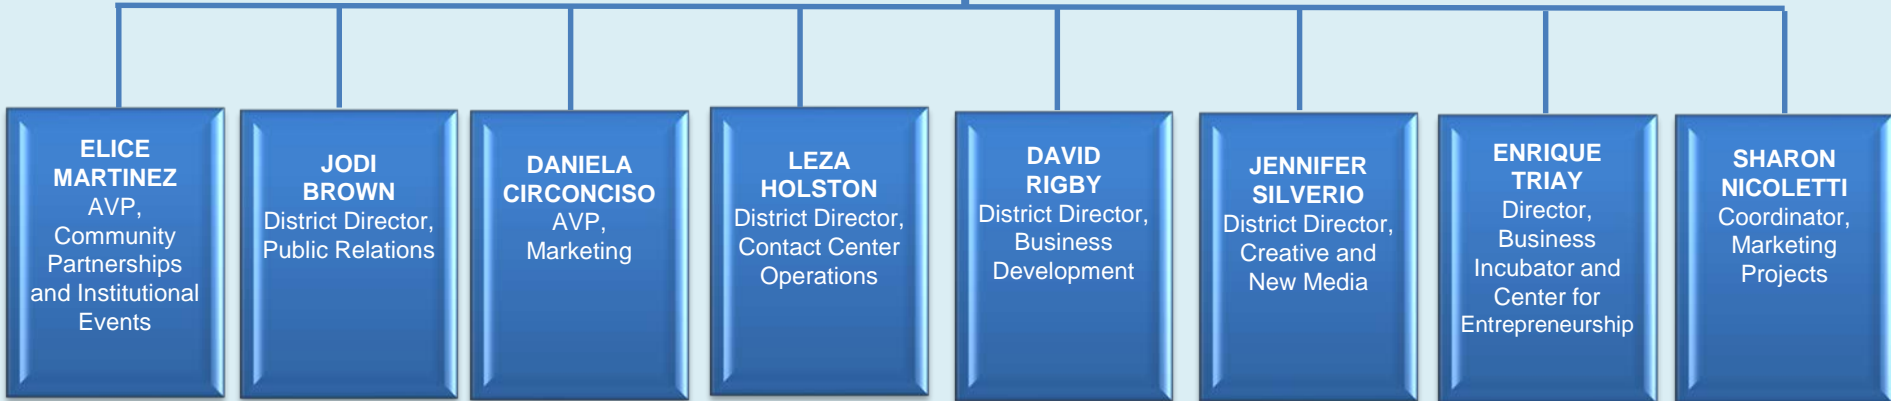 ELICE
MARTINEZ
AVP,
Community
Partnerships
and Institutional
Events
JODI
BROWN
District Director,
Public Relations
DANIELA
CIRCONCISO
AVP,
Marketing
LEZA
HOLSTON
District Director,
Contact Center
Operations
DAVID
RIGBY
District Director,
Business
Development
JENNIFER
SILVERIO
District Director,
Creative and
New Media
ENRIQUE
TRIAY
Director,
Business
Incubator and
Center for
Entrepreneurship
SHARON
NICOLETTI
Coordinator,
Marketing
Projects